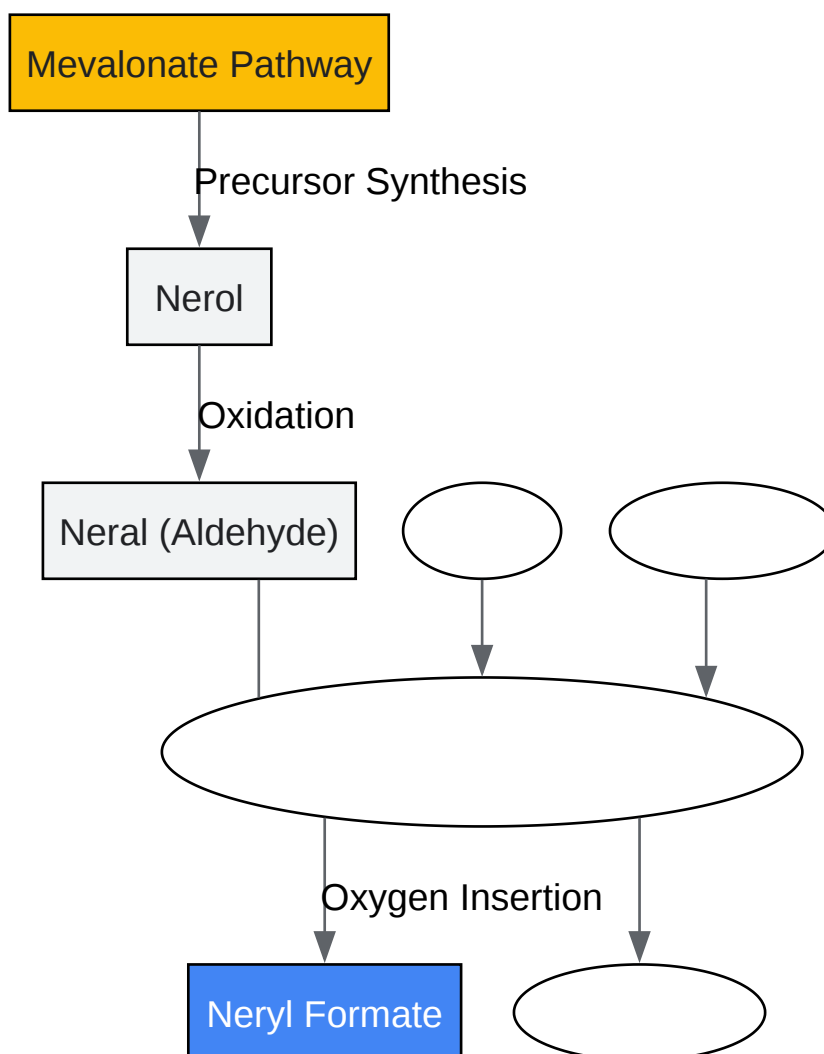 Mevalonate Pathway
Precursor Synthesis
Nerol
Oxidation
Neral (Aldehyde)
Oxygen Insertion
Neryl Formate